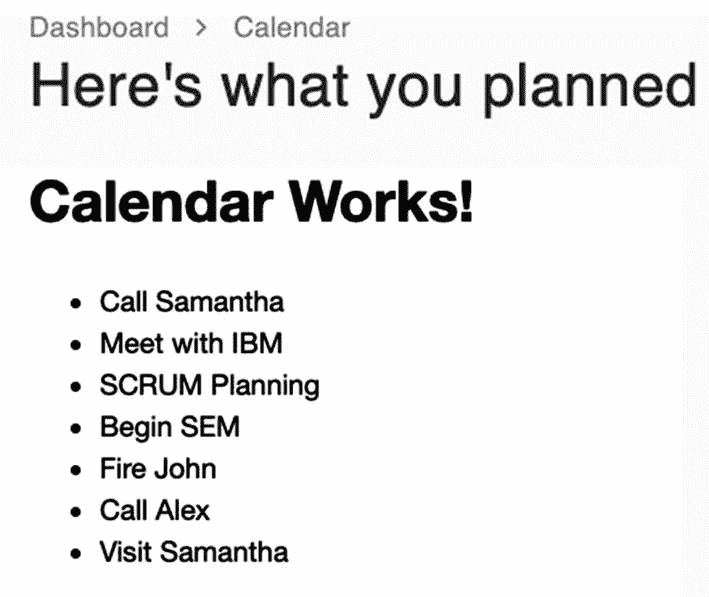 Dashboard > Calendar
Here's what you planned
Calendar Works!
• Call Samantha
• Meet with IBM
• SCRUM Planning
• Begin SEM
• Fire John
• Call Alex
• Visit Samantha